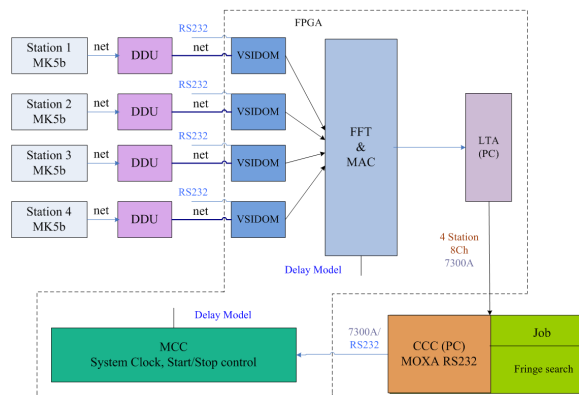 FPGA
RS232
Station 1
MK5b
net
DDU
net
VSIDOM
RS232
Station 2
MK5b
net
DDU
net
VSIDOM
RS232
Station 3
MK5b
net
DDU
net
VSIDOM
RS232
Station 4
MK5b
net
DDU
net
VSIDOM
FFT
&
MAC
LTA
(PC)
Delay Model
4 Station
8Ch
7300A
Delay Model
MCC
System Clock, Start/Stop control
7300A/
RS232
CCC (PC)
MOXA RS232
Job
Fringe search